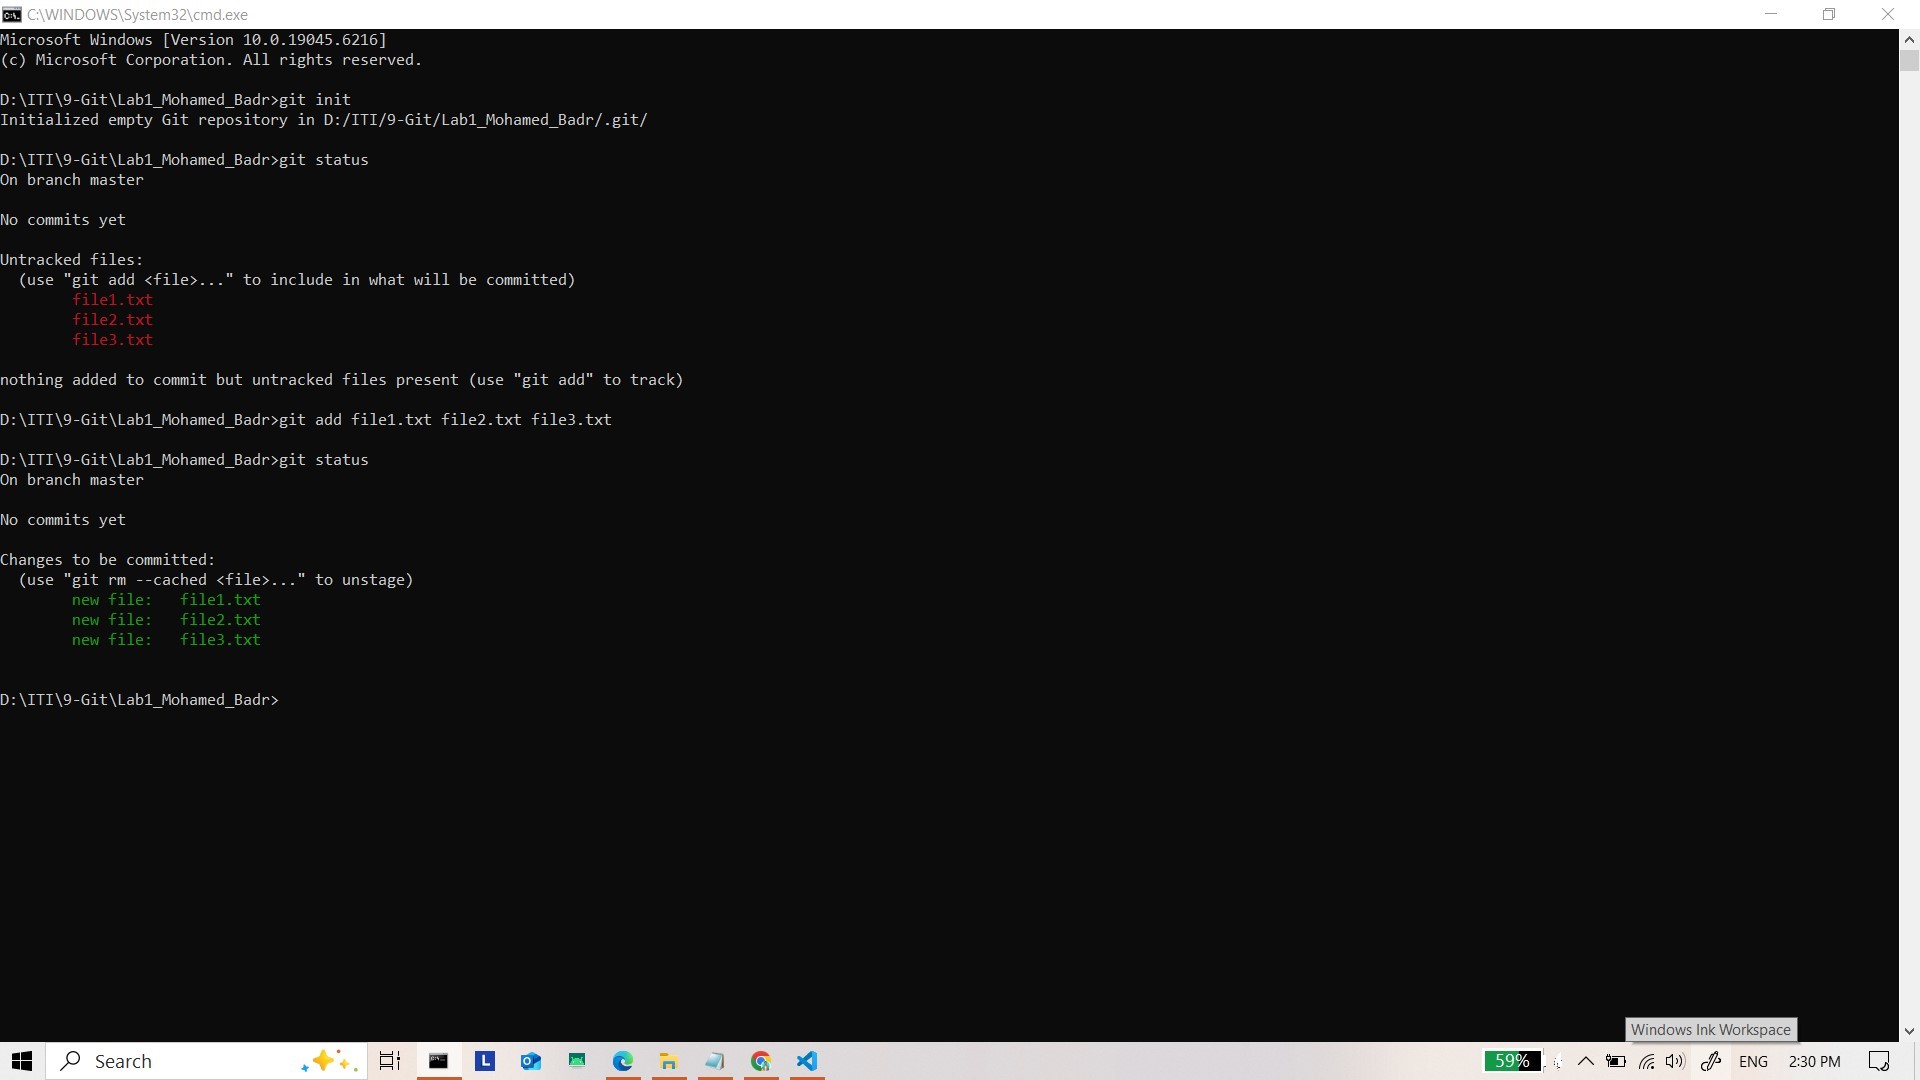 C:\WINDOWS\System32\cmd.exe
Microsoft Windows [Version 10.0.19045.6216]
(c) Microsoft Corporation. All rights reserved.
D:\ITI\9-Git\Lab1_Mohamed_Badr>git init
Initialized empty Git repository in D:/ITI/9-Git/Lab1_Mohamed_Badr/.git/
D:\ITI\9-Git\Lab1_Mohamed_Badr>git status
On branch master
No commits yet
Untracked files:
  (use "git add <file>..." to include in what will be committed)
        file1.txt
        file2.txt
        file3.txt
nothing added to commit but untracked files present (use "git add" to track)
D:\ITI\9-Git\Lab1_Mohamed_Badr>git add file1.txt file2.txt file3.txt
D:\ITI\9-Git\Lab1_Mohamed_Badr>git status
On branch master
No commits yet
Changes to be committed:
  (use "git rm --cached <file>..." to unstage)
        new file:   file1.txt
        new file:   file2.txt
        new file:   file3.txt
D:\ITI\9-Git\Lab1_Mohamed_Badr>
Windows Ink Workspace
Search
59%
ENG
2:30 PM